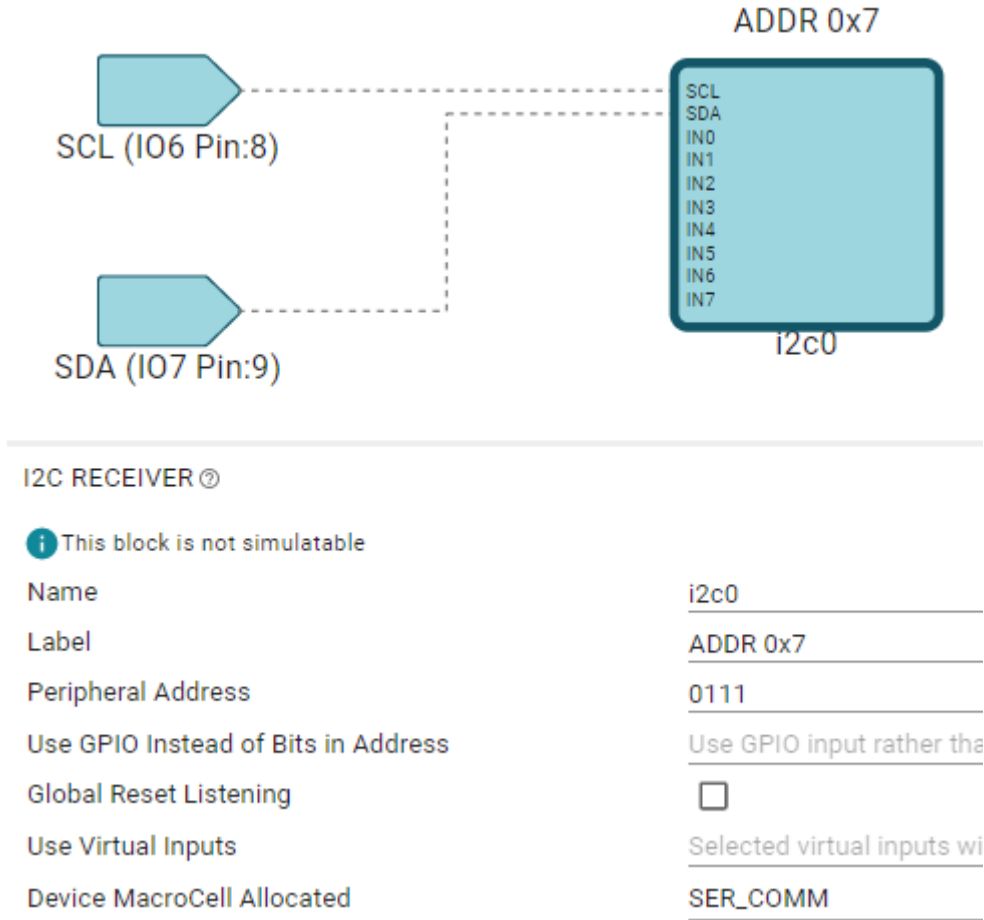 ADDR 0x7
SCL
SDA
IN0
IN1
IN2
IN3
IN4
IN5
IN6
IN7
i2c0
SCL (IO6 Pin:8)
SDA (IO7 Pin:9)
I2C RECEIVER ?
i This block is not simulatable
Name i2c0
Label ADDR 0x7
Peripheral Address 0111
Use GPIO Instead of Bits in Address Use GPIO input rather tha
Global Reset Listening
Use Virtual Inputs Selected virtual inputs wi
Device MacroCell Allocated SER_COMM